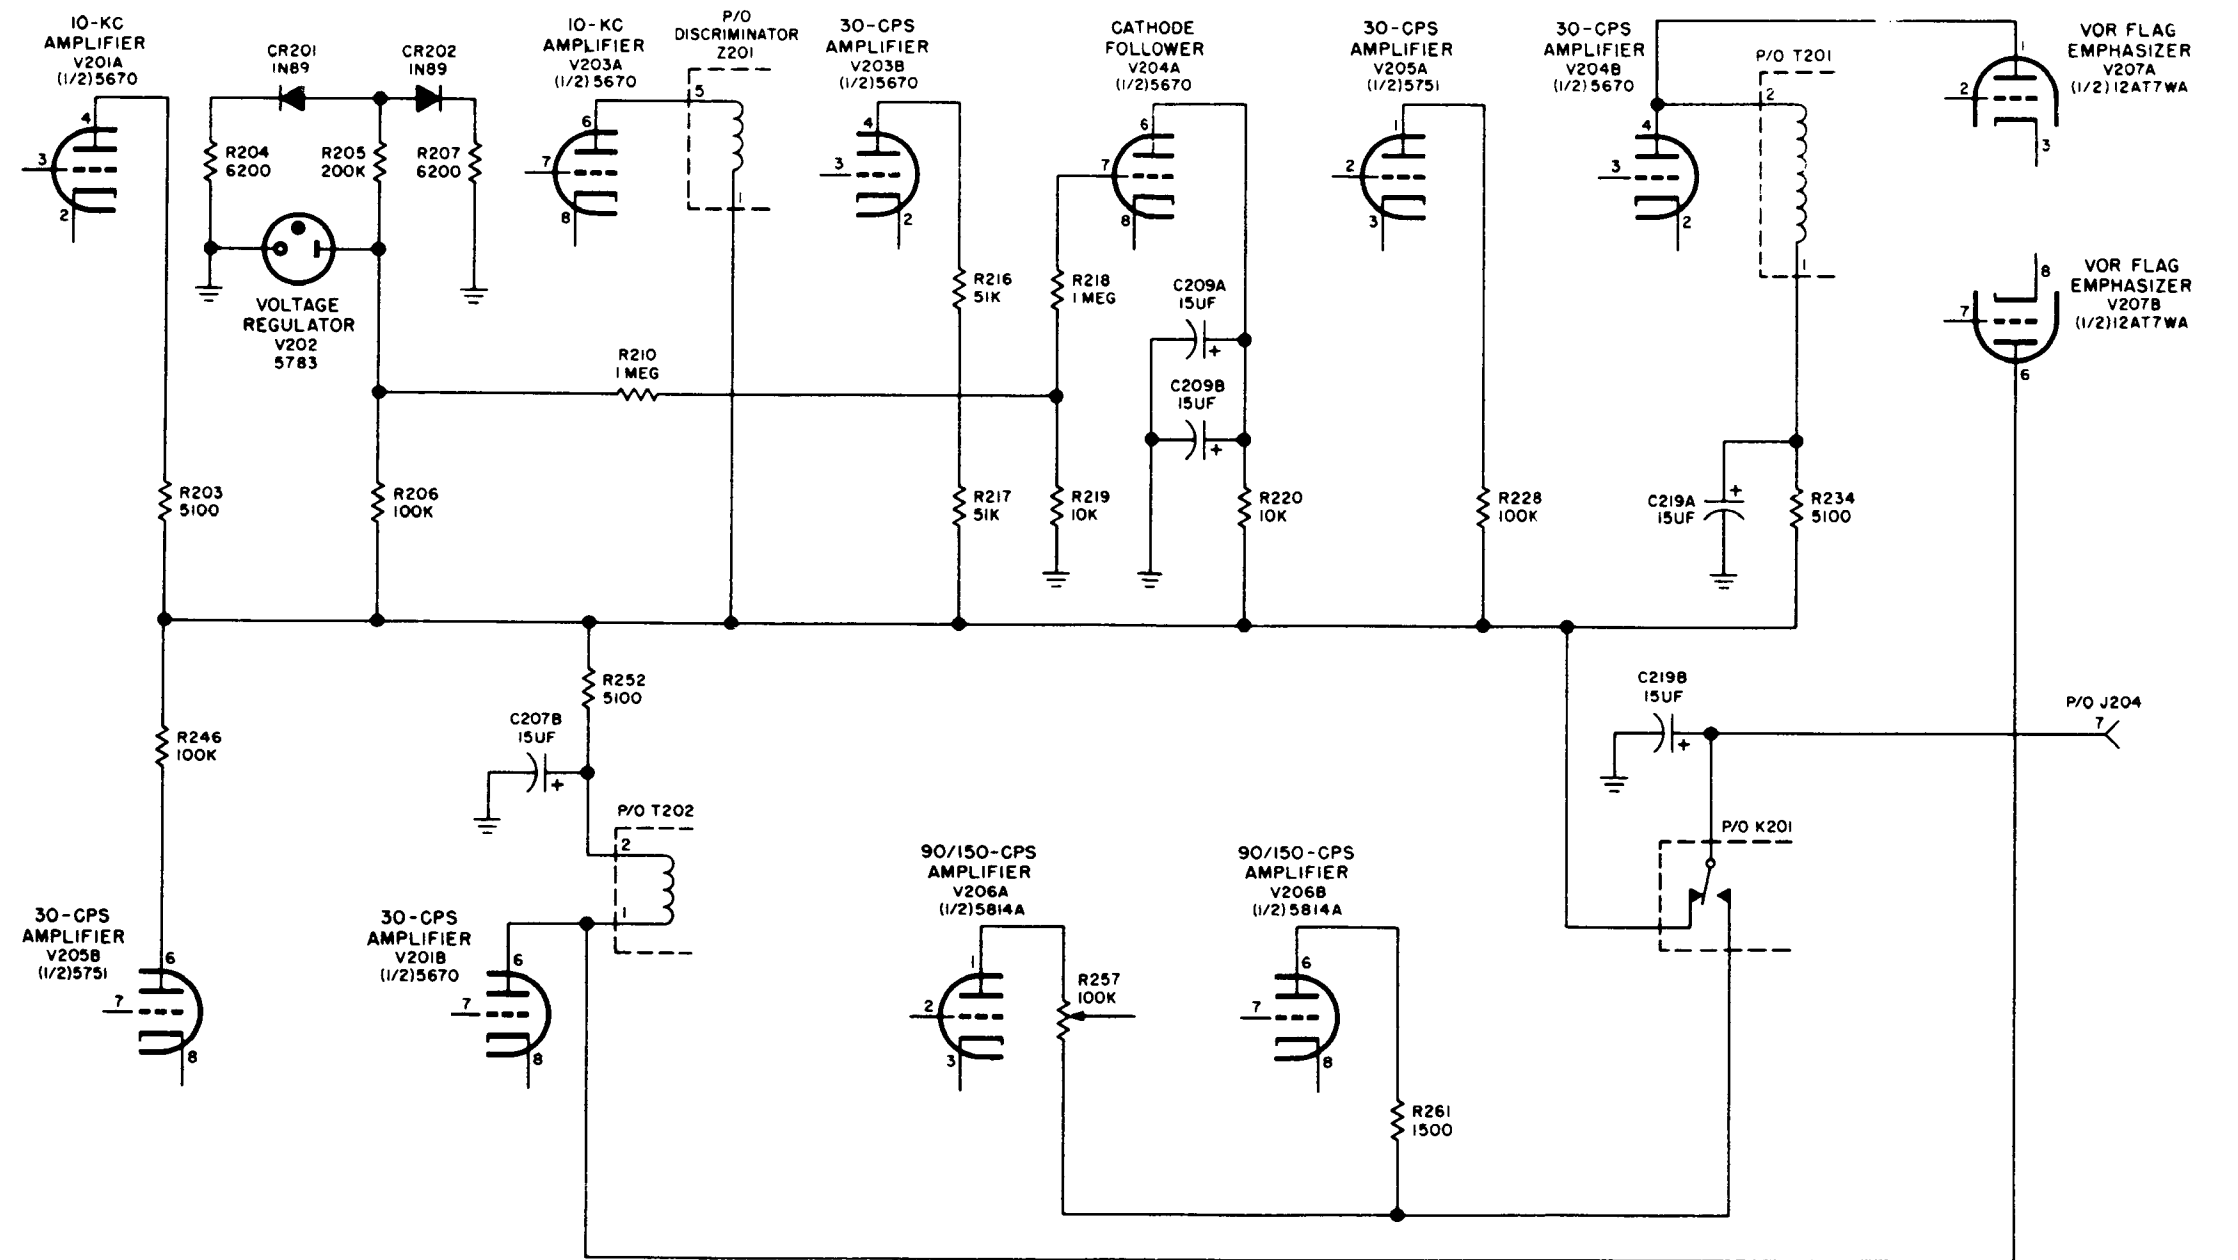 10-KC
AMPLIFIER
V201A
(1/2)5670
4
3
2
CR201
1N89
CR202
1N89
R204
6200
R205
200K
R207
6200
VOLTAGE
REGULATOR
V202
5783
10-KC
AMPLIFIER
V203A
(1/2)5670
6
7
8
P/O
DISCRIMINATOR
Z201
5
1
30-CPS
AMPLIFIER
V203B
(1/2)5670
4
3
2
CATHODE
FOLLOWER
V204A
(1/2)5670
6
7
8
30-CPS
AMPLIFIER
V205A
(1/2)5751
1
2
3
30-CPS
AMPLIFIER
V204B
(1/2)5670
4
3
2
P/O T201
2
1
VOR FLAG
EMPHASIZER
V207A
(1/2)12AT7WA
1
2
3
VOR FLAG
EMPHASIZER
V207B
(1/2)12AT7WA
8
7
6
R216
51K
R218
1 MEG
C209A
15UF
+
R210
1 MEG
C209B
15UF
+
R203
5100
R206
100K
R217
51K
R219
10K
R220
10K
R228
100K
C219A
15UF
+
R234
5100
R252
5100
C207B
15UF
+
R246
100K
C219B
15UF
+
P/O J204
7
P/O T202
2
1
P/O K201
30-CPS
AMPLIFIER
V205B
(1/2)5751
6
7
8
30-CPS
AMPLIFIER
V201B
(1/2)5670
6
7
8
90/150-CPS
AMPLIFIER
V206A
(1/2)5814A
1
2
3
R257
100K
90/150-CPS
AMPLIFIER
V206B
(1/2)5814A
6
7
8
R261
1500